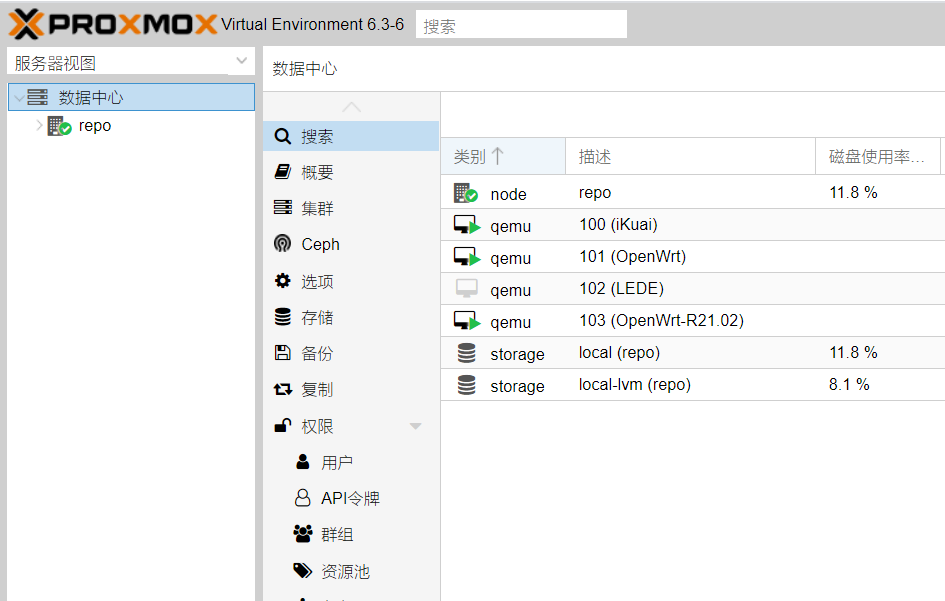 PROXMOX Virtual Environment 6.3-6 搜索
服务器视图
数据中心
repo
数据中心
搜索
概要
集群
Ceph
选项
存储
备份
复制
权限
用户
API令牌
群组
资源池
类别 描述 磁盘使用率...
node repo 11.8 %
qemu 100 (iKuai)
qemu 101 (OpenWrt)
qemu 102 (LEDE)
qemu 103 (OpenWrt-R21.02)
storage local (repo) 11.8 %
storage local-lvm (repo) 8.1 %